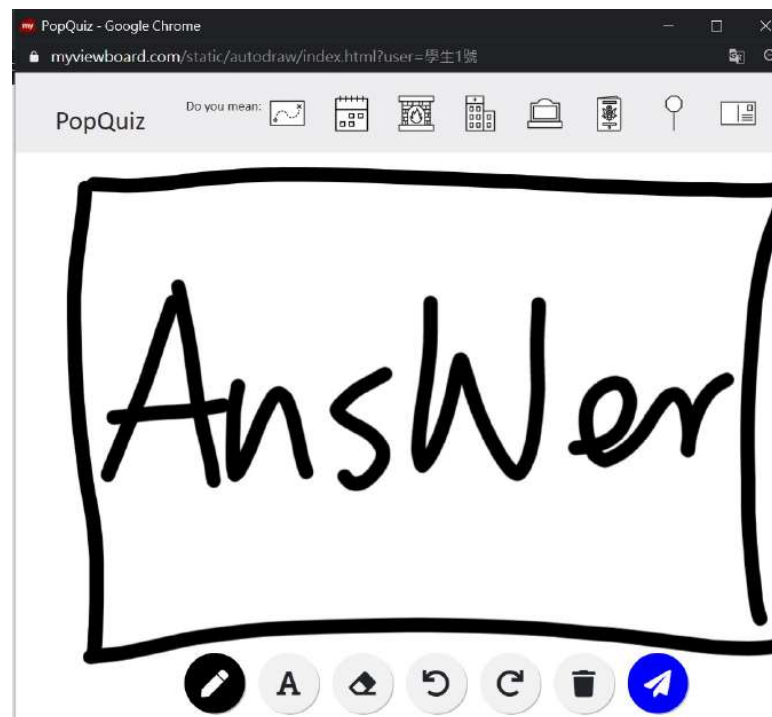 my PopQuiz - Google Chrome
myviewboard.com/static/autodraw/index.html?user=學生1號
PopQuiz
Do you mean:
AnsWer
A